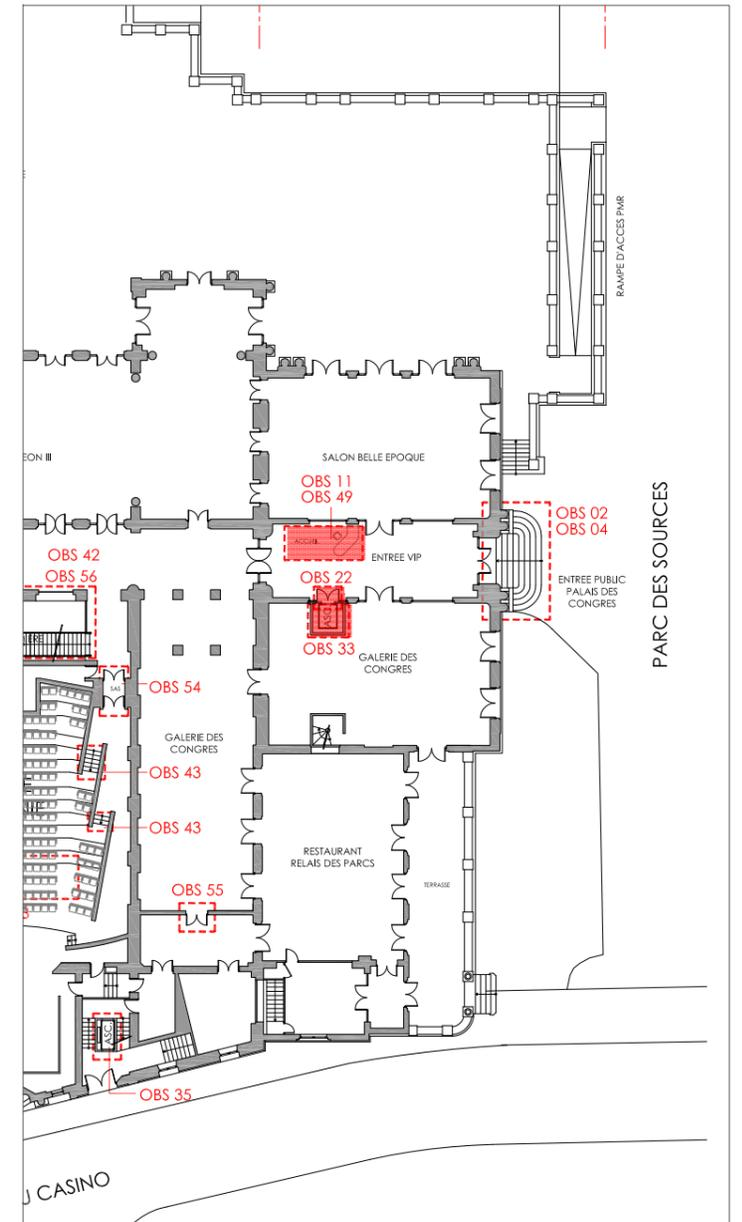 RAMPE D'ACCES PMR
EON III
SALON BELLE EPOQUE
OBS 11
OBS 49
ACCUEIL
OBS 02
OBS 04
PARC DES SOURCES
OBS 42
OBS 56
ENTREE VIP
OBS 22
ENTREE PUBLIC
PALAIS DES
CONGRES
ASC.
OBS 33
GALERIE DES
CONGRES
SAS
OBS 54
GALERIE DES
CONGRES
OBS 43
OBS 43
RESTAURANT
RELAIS DES PARCS
TERRASSE
OBS 55
ASC.
OBS 35
U CASINO